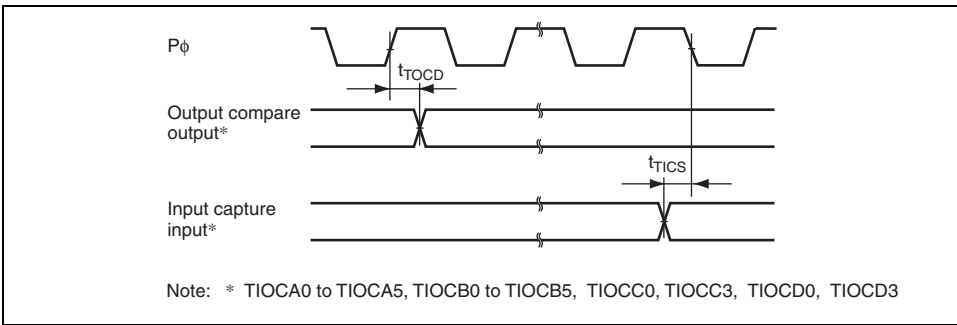 Pϕ
tTOCD
Output compare
output*
tTICS
Input capture
input*
Note: * TIOCA0 to TIOCA5, TIOCB0 to TIOCB5, TIOCC0, TIOCC3, TIOCD0, TIOCD3